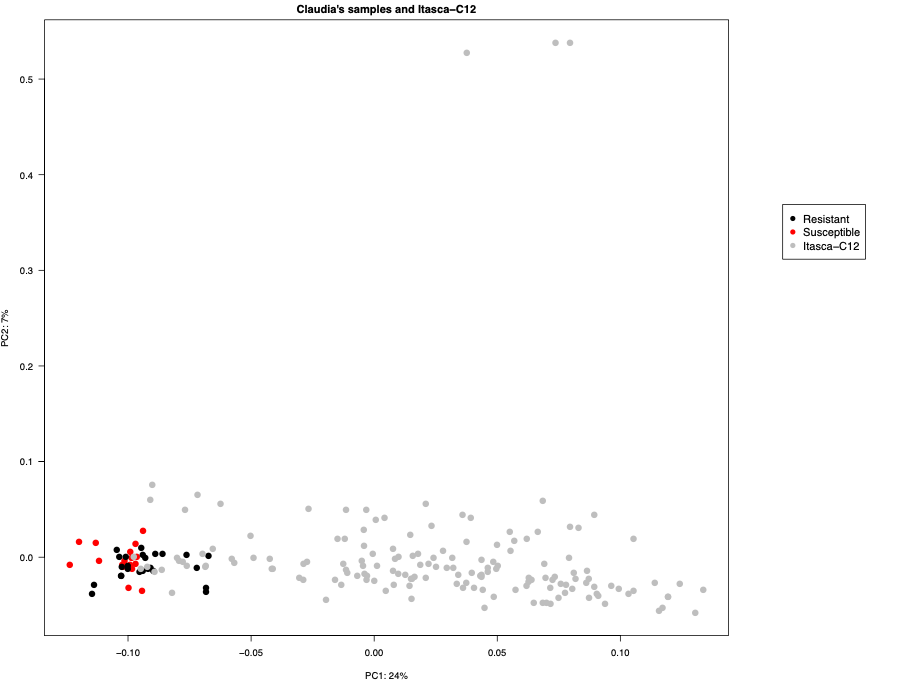 Claudia's samples and Itasca−C12
PC2: 7%
0.5
0.4
0.3
0.2
0.1
0.0
−0.10
−0.05
0.00
0.05
0.10
PC1: 24%
Resistant
Susceptible
Itasca−C12